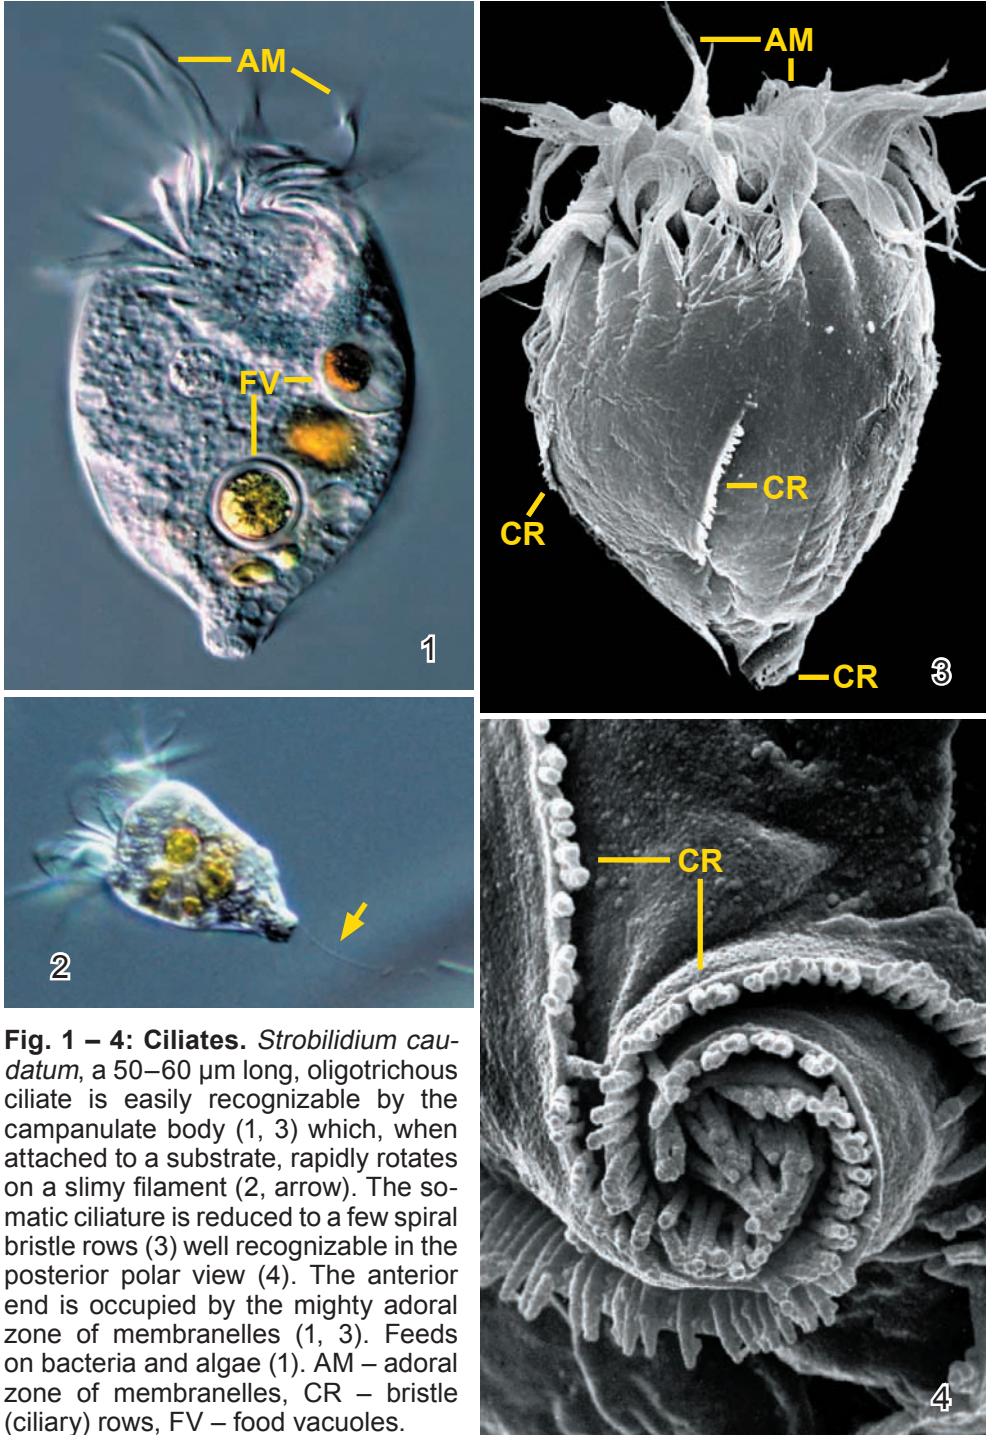 AM
FV
1
2
AM
CR
CR
CR
3
CR
4
Fig. 1 – 4: Ciliates. Strobilidium cau-
datum, a 50–60 µm long, oligotrichous
ciliate is easily recognizable by the
campanulate body (1, 3) which, when
attached to a substrate, rapidly rotates
on a slimy filament (2, arrow). The so-
matic ciliature is reduced to a few spiral
bristle rows (3) well recognizable in the
posterior polar view (4). The anterior
end is occupied by the mighty adoral
zone of membranelles (1, 3). Feeds
on bacteria and algae (1). AM – adoral
zone of membranelles, CR – bristle
(ciliary) rows, FV – food vacuoles.